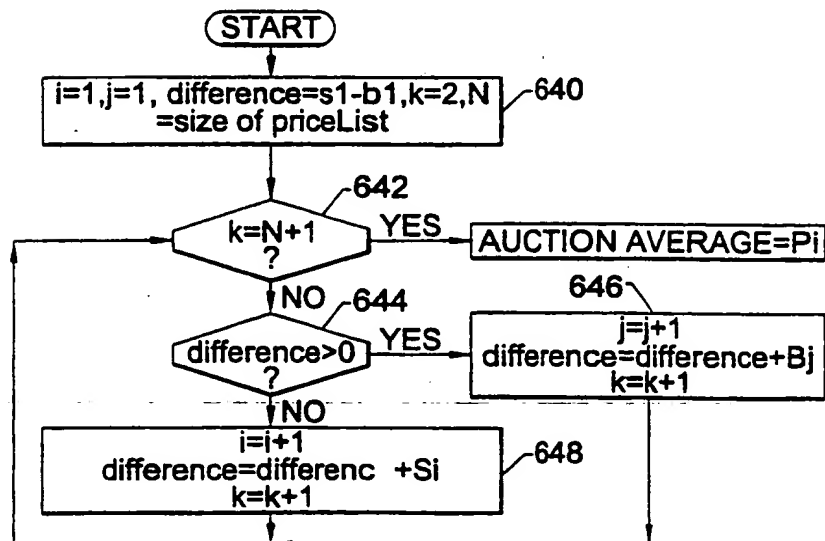 START
i=1,j=1, difference=s1-b1,k=2,N
=size of priceList
640
642
k=N+1
?
YES
AUCTION AVERAGE=Pi
NO
644
646
difference>0
?
YES
j=j+1
difference=difference+Bj
k=k+1
NO
i=i+1
difference=differenc +Si
k=k+1
648